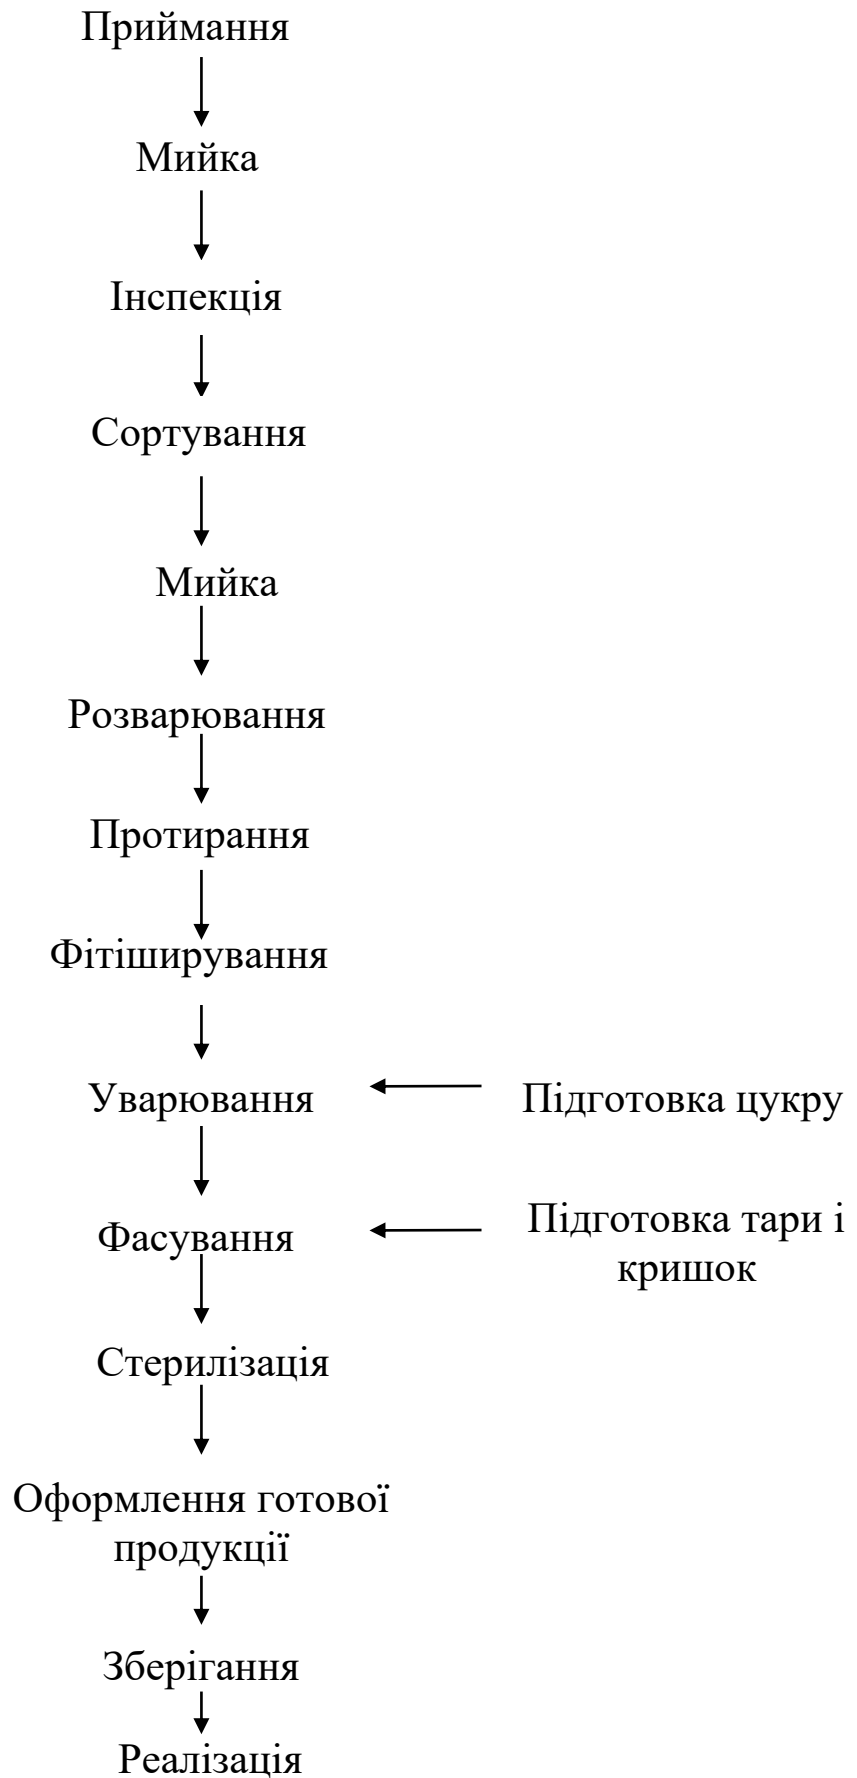 Приймання
Мийка
Інспекція
Сортування
Мийка
Розварювання
Протирання
Фітіширування
Уварювання
Підготовка цукру
Фасування
Підготовка тари і
кришок
Стерилізація
Оформлення готової
продукції
Зберігання
Реалізація